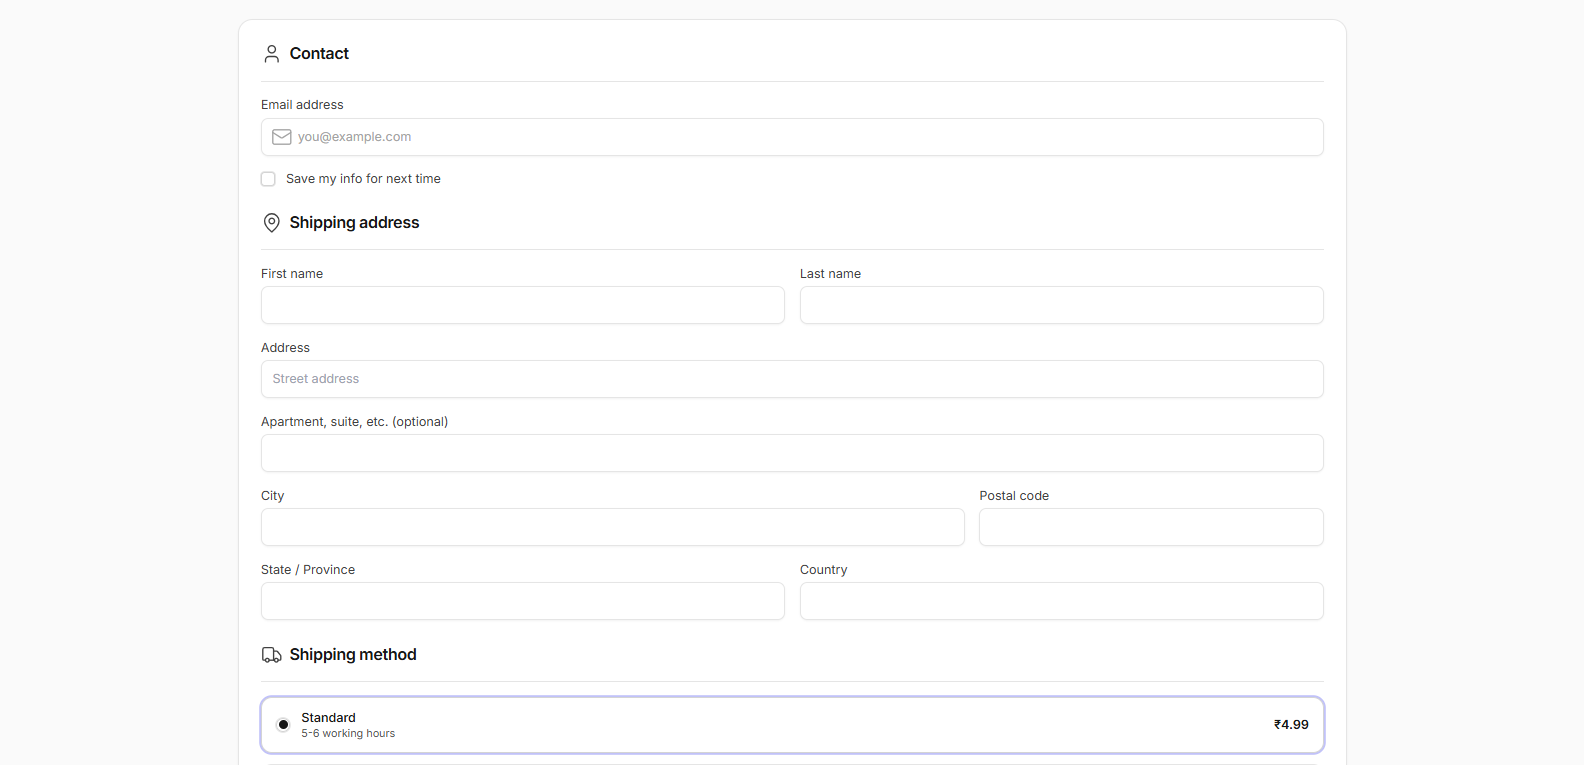 Contact
Email address
you@example.com
Save my info for next time
Shipping address
First name
Last name
Address
Street address
Apartment, suite, etc. (optional)
City
Postal code
State / Province
Country
Shipping method
Standard
5-6 working hours
₹4.99